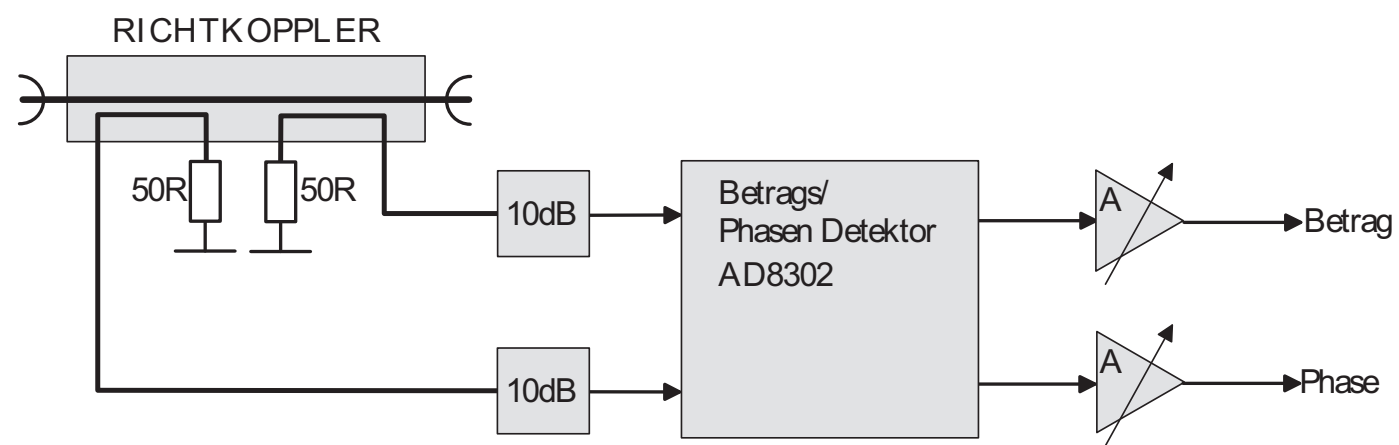 RICHTKOPPLER
50R
50R
10dB
Betrags/
Phasen Detektor
AD8302
A
Betrag
10dB
A
Phase